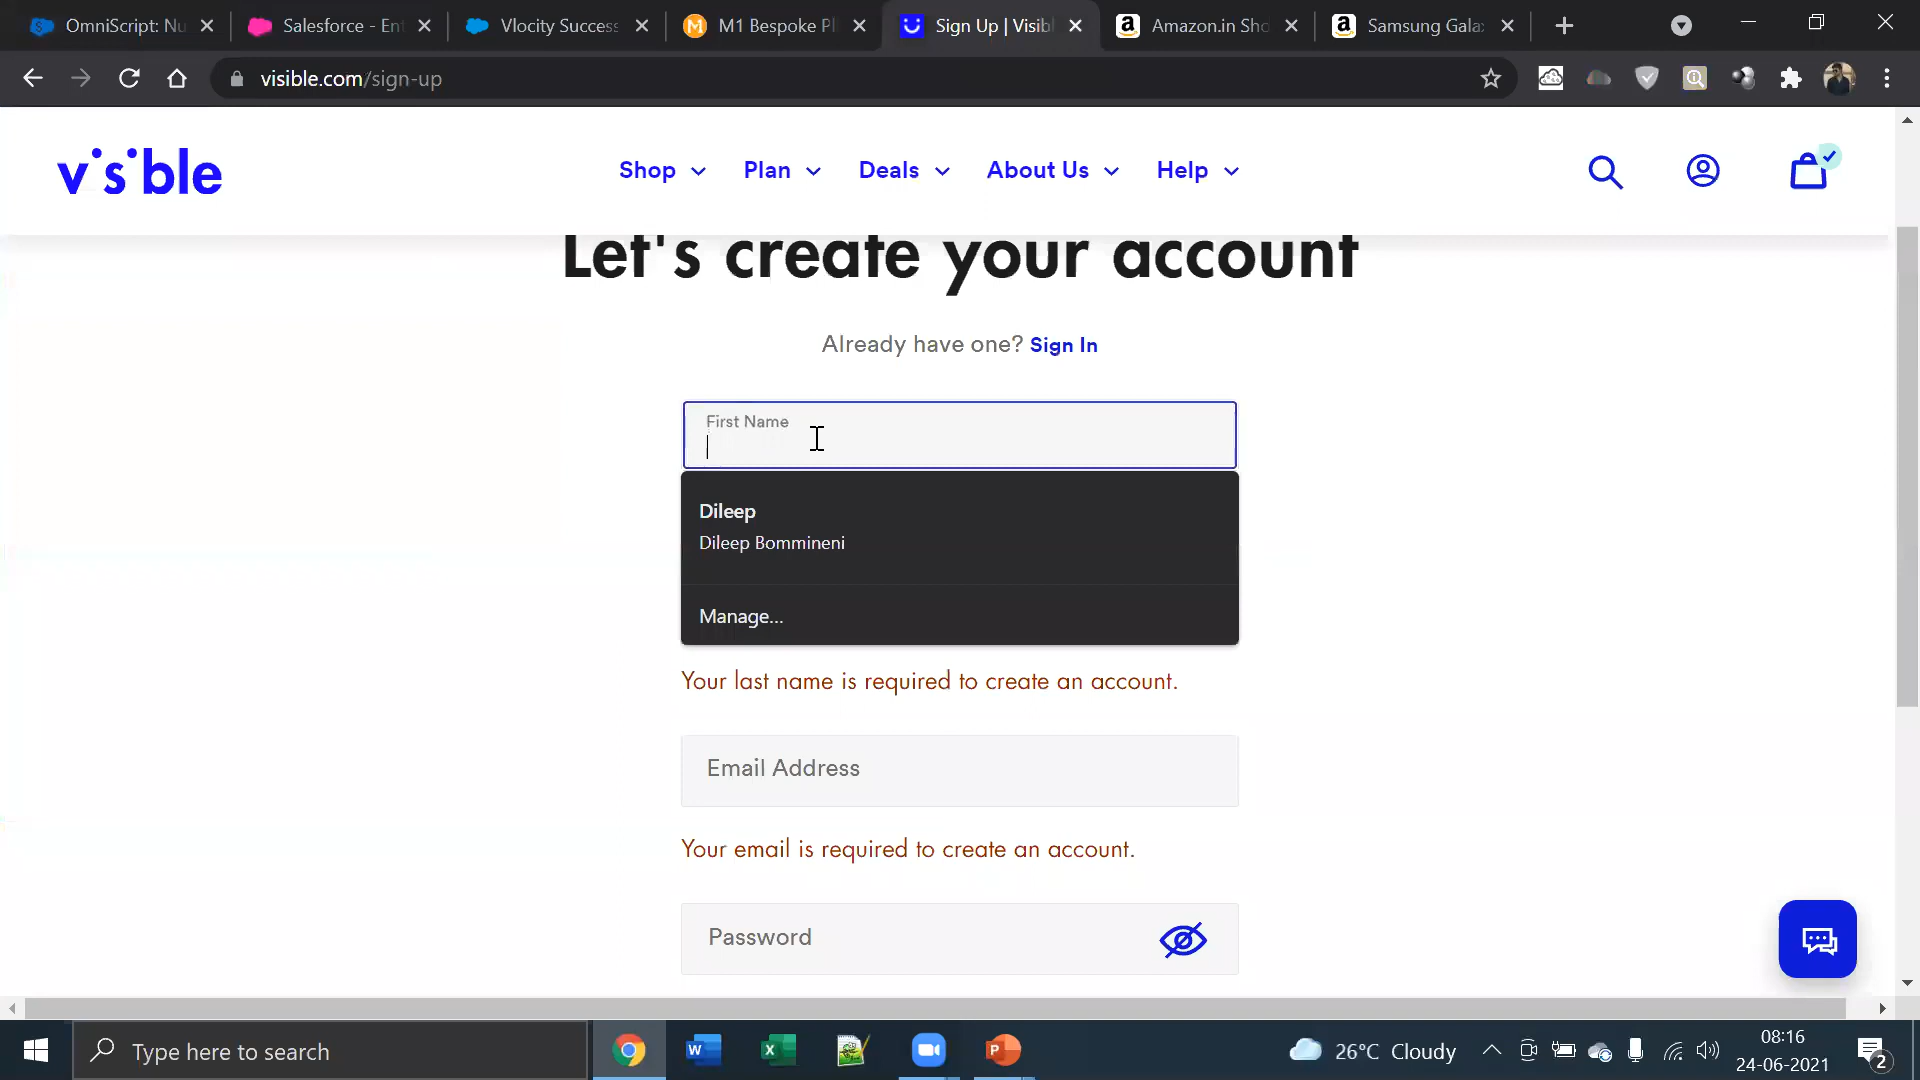 OmniScript: Nu
Salesforce - En
Vlocity Success
M1 Bespoke Pl
Sign Up | Visibl
Amazon.in Sho
Samsung Gala
visible.com/sign-up
visible
Shop
Plan
Deals
About Us
Help
Let's create your account
Already have one? Sign In
First Name
Dileep
Dileep Bommineni
Manage...
Your last name is required to create an account.
Email Address
Your email is required to create an account.
Password
Type here to search
26°C Cloudy
08:16
24-06-2021
2